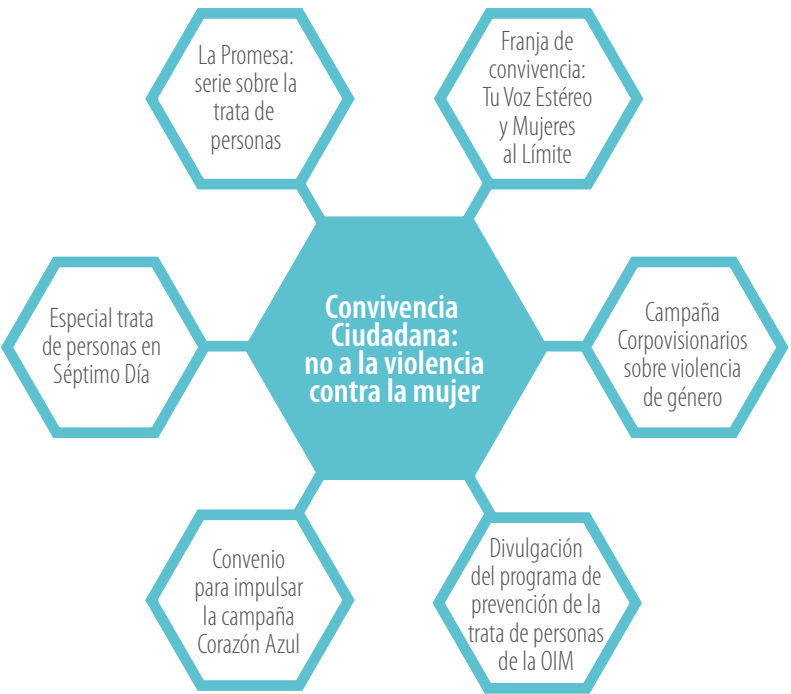 La Promesa:
serie sobre la
trata de
personas
Franja de
convivencia:
Tu Voz Estéreo
y Mujeres
al Límite
Especial trata
de personas en
Séptimo Día
Convivencia
Ciudadana:
no a la violencia
contra la mujer
Campaña
Corpovisionarios
sobre violencia
de género
Convenio
para impulsar
la campaña
Corazón Azul
Divulgación
del programa de
prevención de la
trata de personas
de la OIM